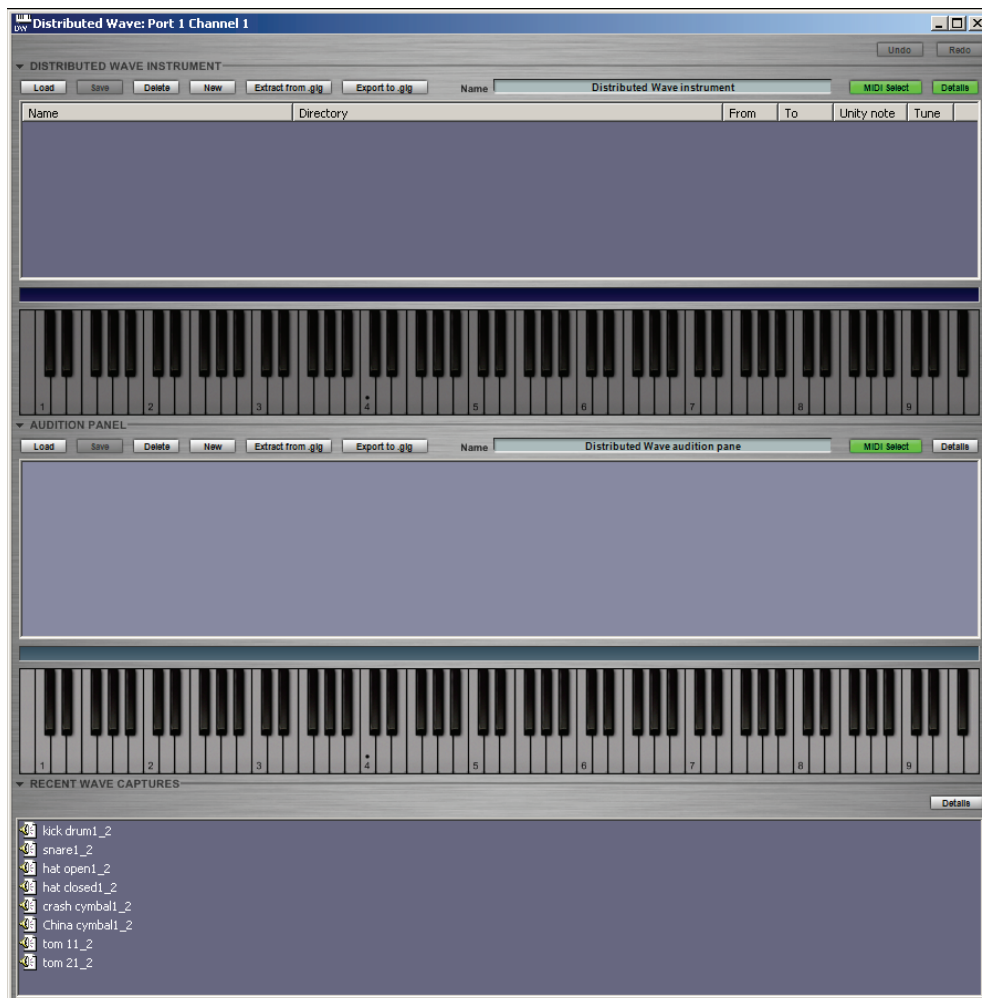 DW Distributed Wave: Port 1 Channel 1
Undo Redo
DISTRIBUTED WAVE INSTRUMENT
Load Save Delete New Extract from .gig Export to .gig Name Distributed Wave instrument MIDI Select Details
Name Directory From To Unity note Tune
1 2 3 4 5 6 7 8 9
AUDITION PANEL
Load Save Delete New Extract from .gig Export to .gig Name Distributed Wave audition pane MIDI Select Details
1 2 3 4 5 6 7 8 9
RECENT WAVE CAPTURES
Details
kick drum1_2
snare1_2
hat open1_2
hat closed1_2
crash cymbal1_2
China cymbal1_2
tom 11_2
tom 21_2